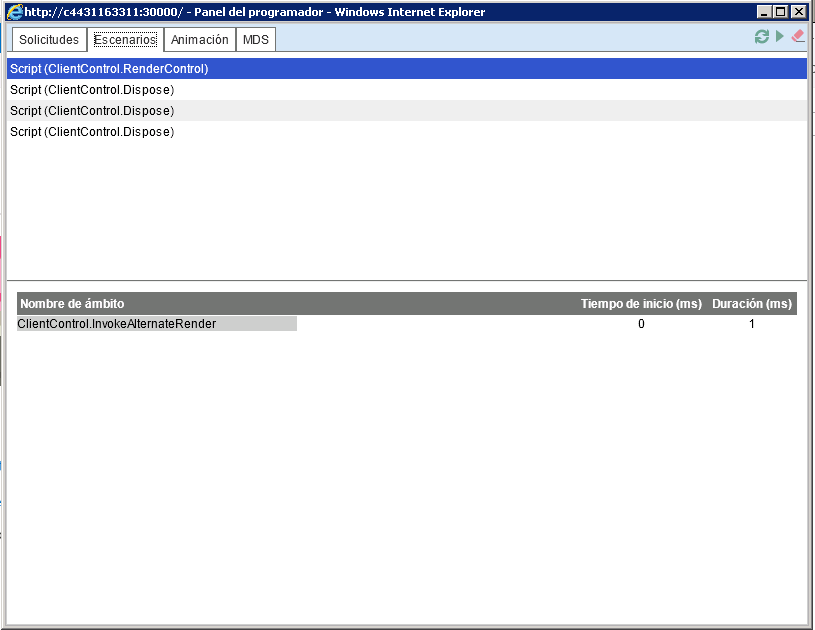 http://c4431163311:30000/ - Panel del programador - Windows Internet Explorer
Solicitudes Escenarios Animación MDS
Script (ClientControl.RenderControl)
Script (ClientControl.Dispose)
Script (ClientControl.Dispose)
Script (ClientControl.Dispose)
Nombre de ámbito Tiempo de inicio (ms) Duración (ms)
ClientControl.InvokeAlternateRender 0 1